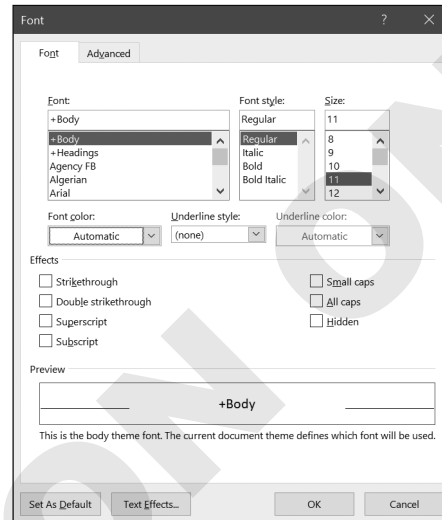 Font ? ×
Font Advanced
Font: Font style: Size:
+Body Regular 11
+Body Regular 8
+Headings Italic 9
Agency FB Bold 10
Algerian Bold Italic 11
Arial 12
Font color: Underline style: Underline color:
Automatic (none) Automatic
Effects
Strikethrough Small caps
Double strikethrough All caps
Superscript Hidden
Subscript
Preview
+Body
This is the body theme font. The current document theme defines which font will be used.
Set As Default Text Effects... OK Cancel